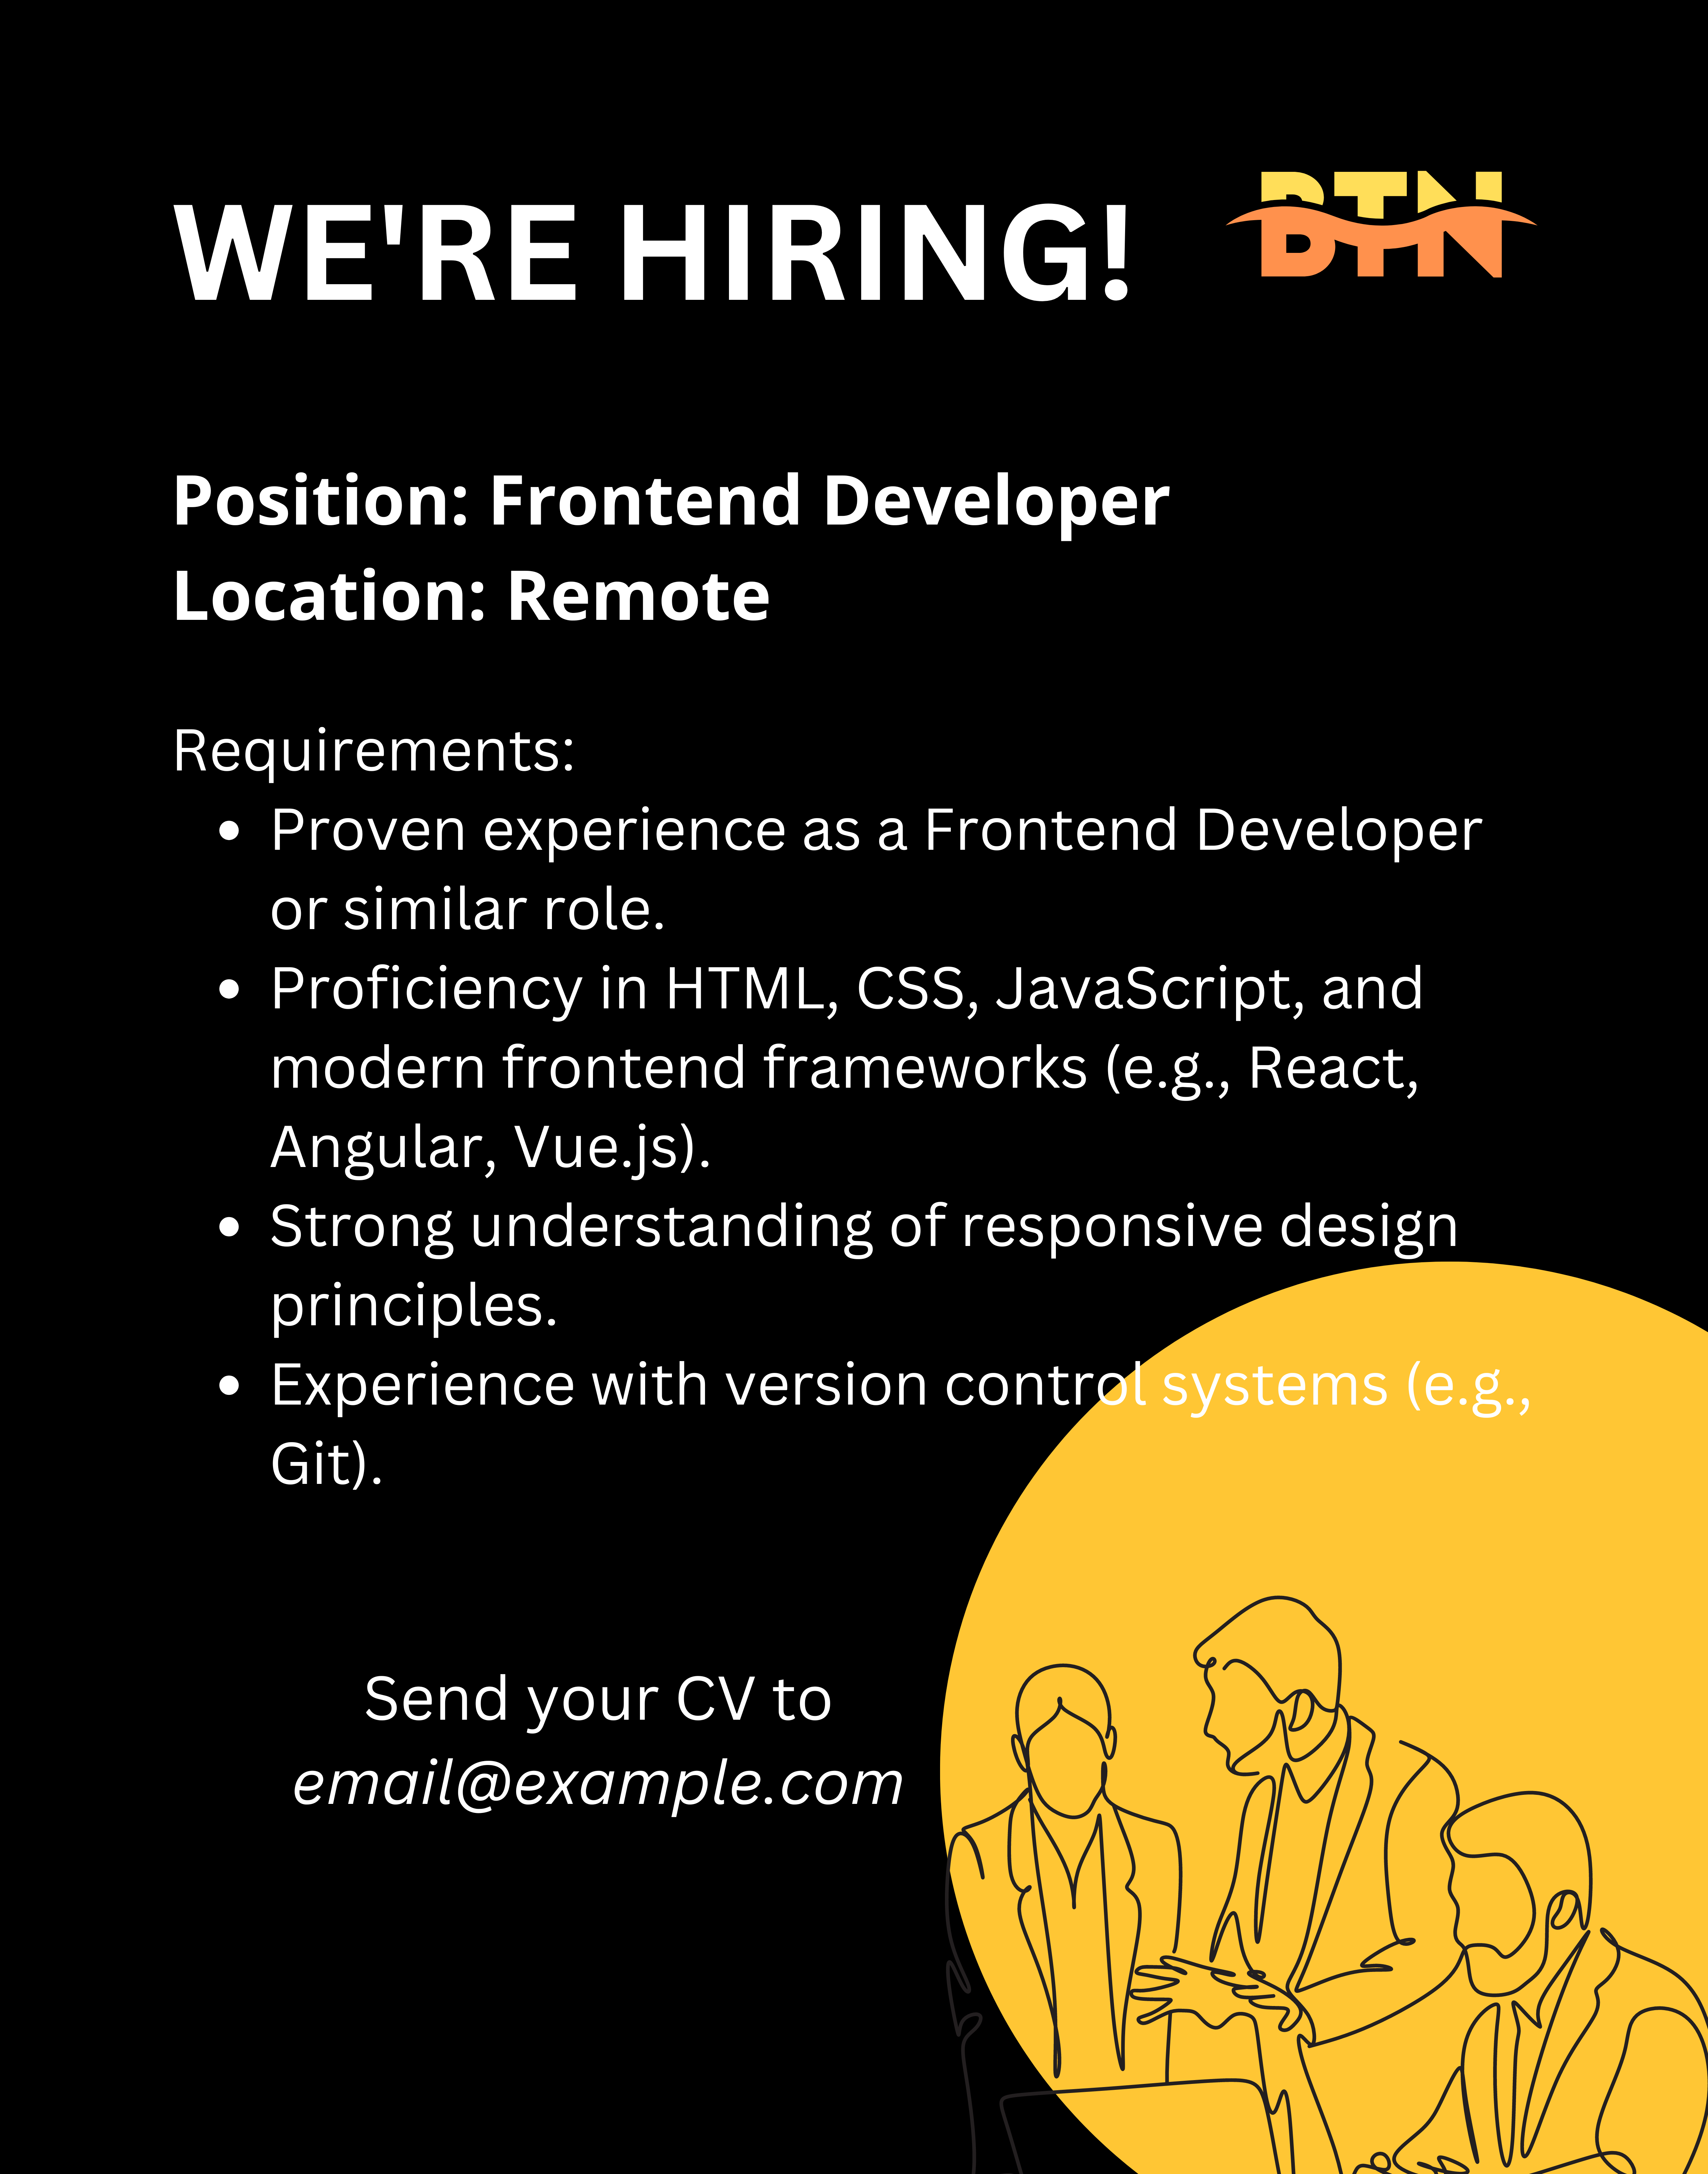 WE'RE HIRING!
BTN
Position: Frontend Developer
Location: Remote
Requirements:
• Proven experience as a Frontend Developer
or similar role.
• Proficiency in HTML, CSS, JavaScript, and
modern frontend frameworks (e.g., React,
Angular, Vue.js).
• Strong understanding of responsive design
principles.
• Experience with version control systems (e.g.,
Git).
Send your CV to
email@example.com